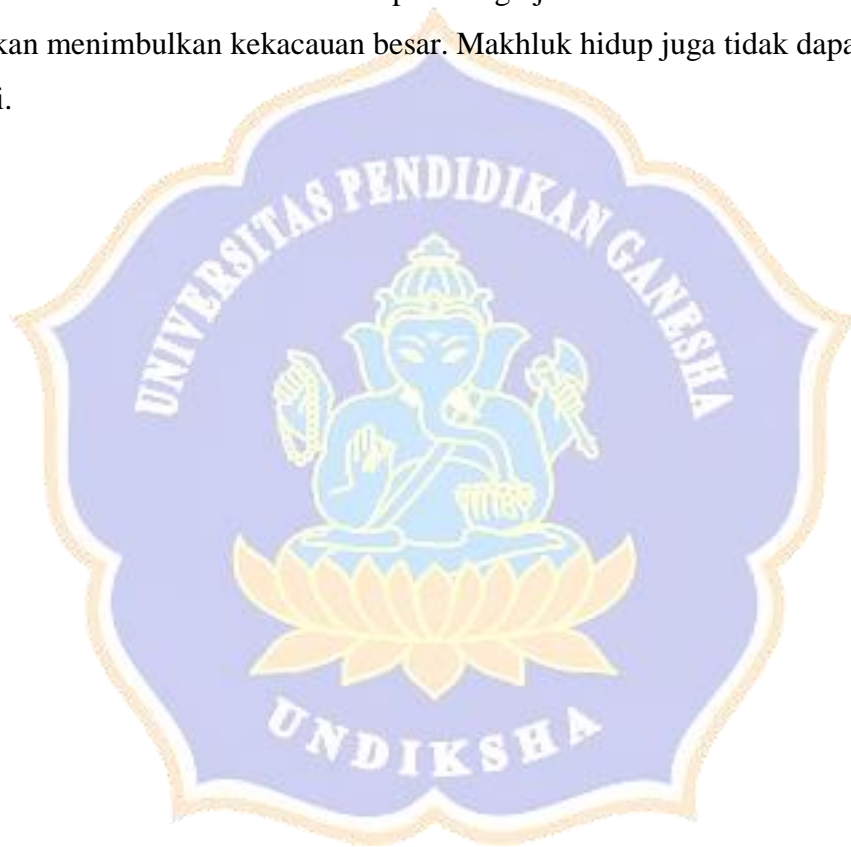 kan menimbulkan kekacauan besar. Makhluk hidup juga tidak dapa
i.
UNIVERSITAS PENDIDIKAN GANESHA
UNDIKSHA